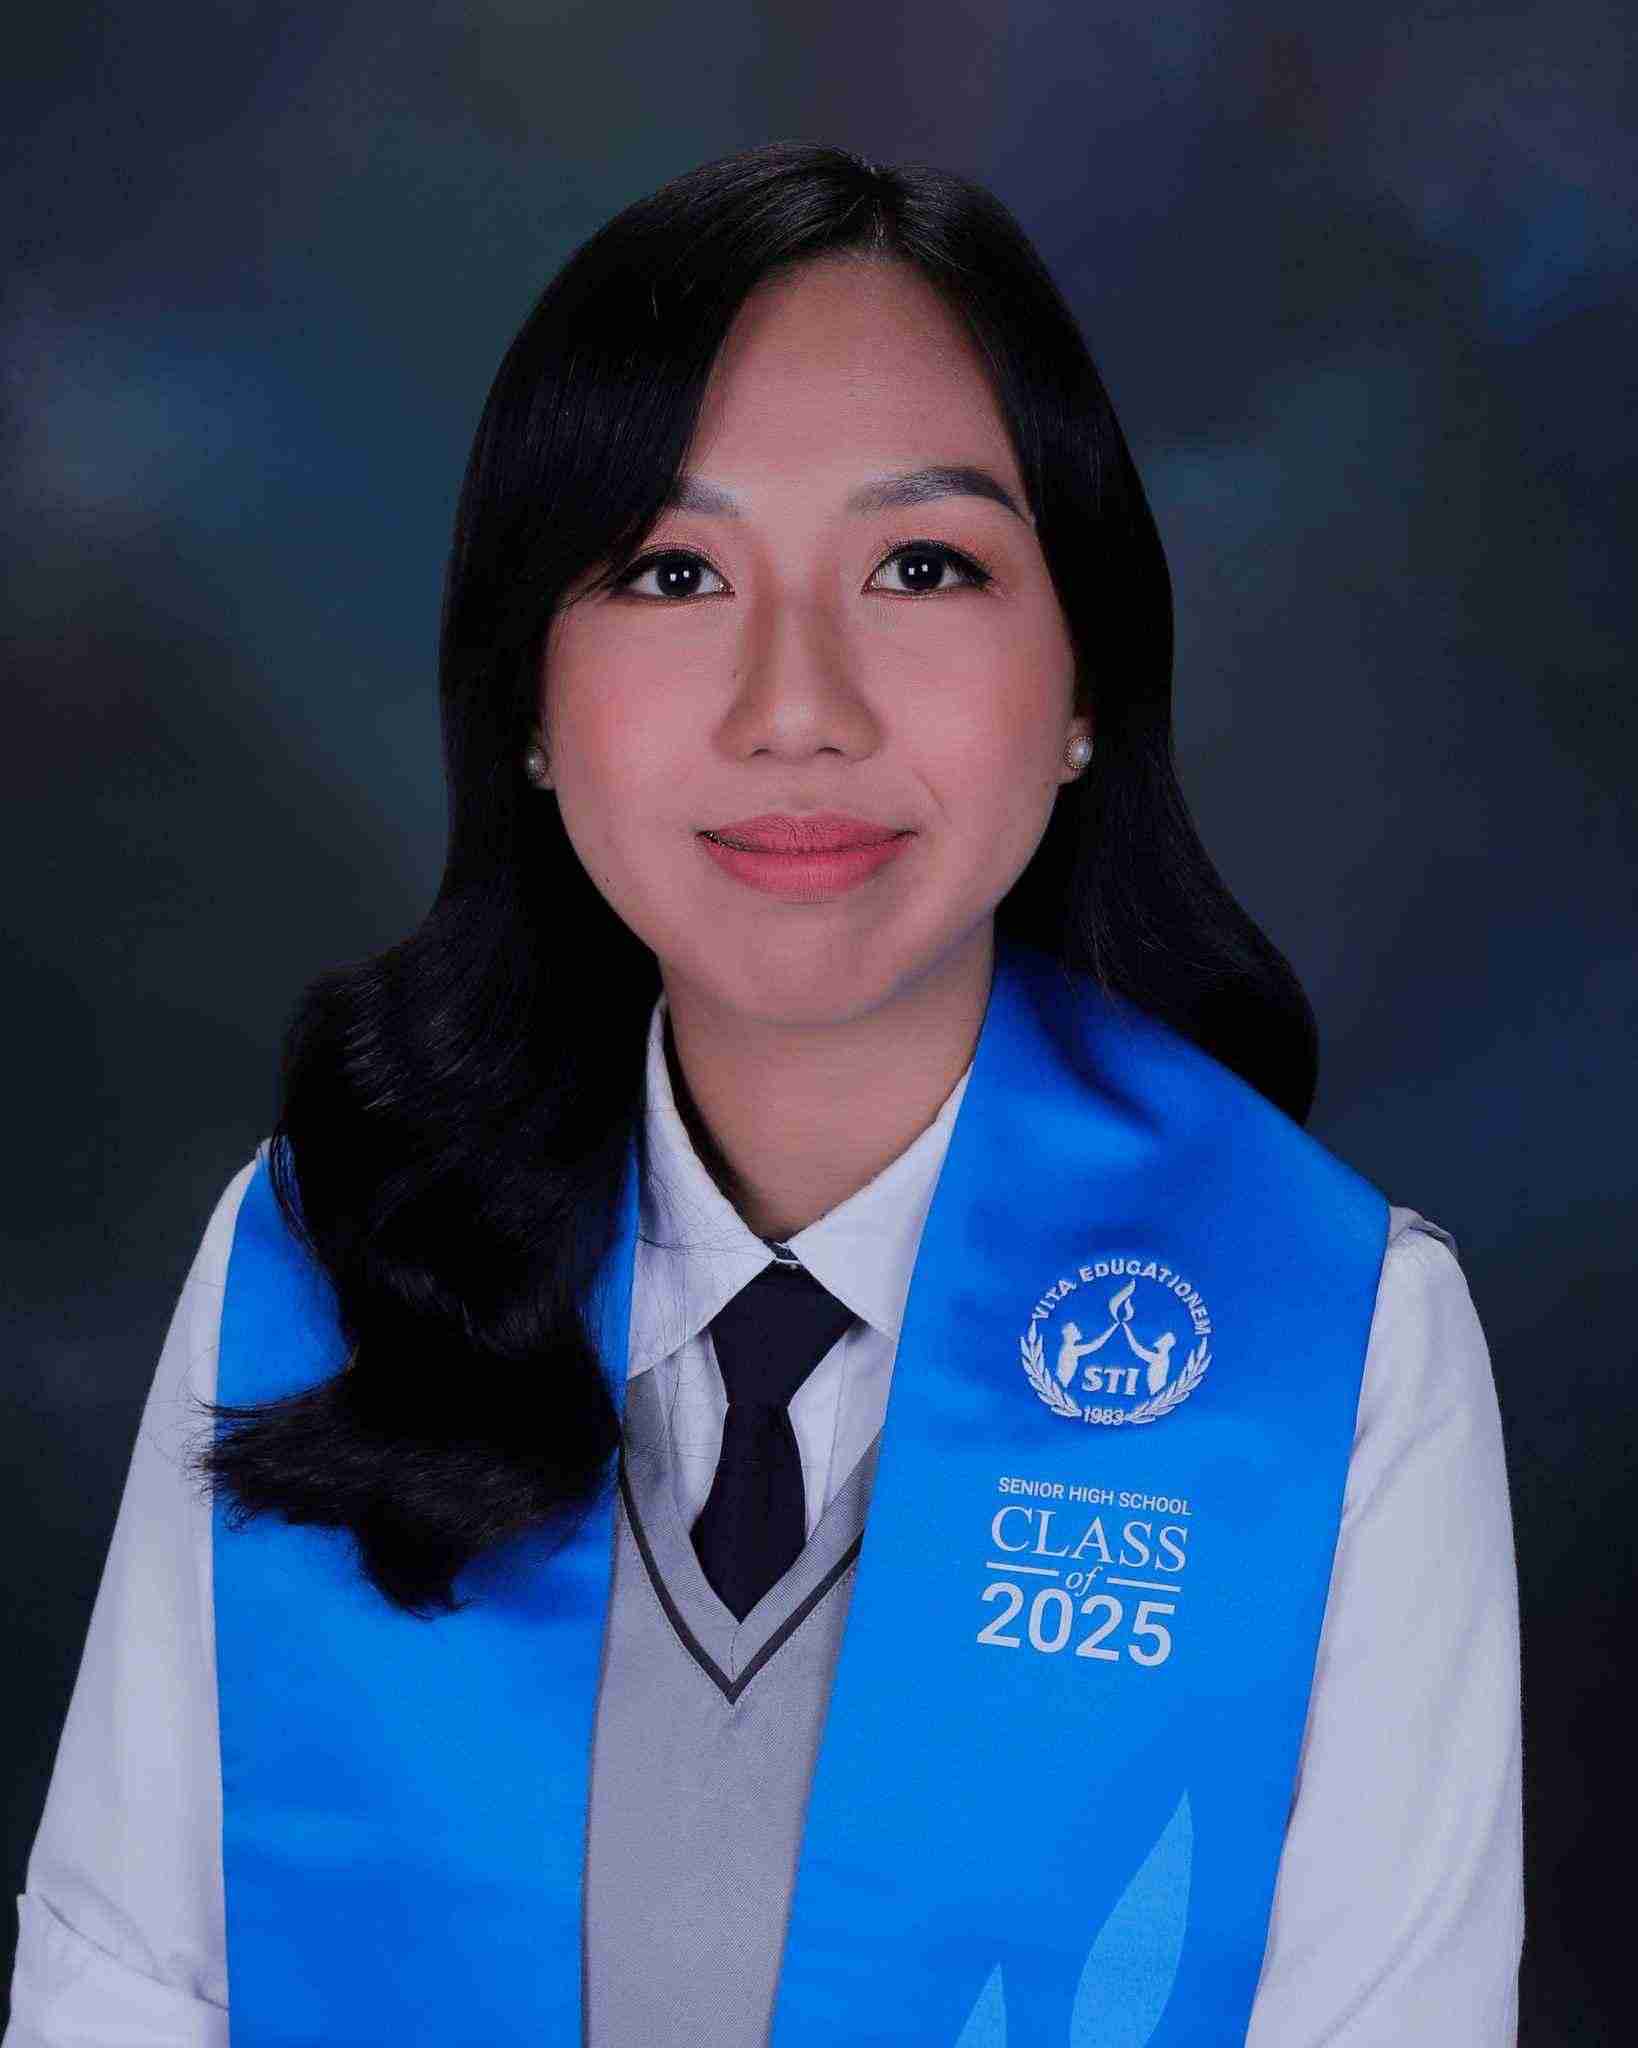 VITA EDUCATIONEM
STI
1983
SENIOR HIGH SCHOOL
CLASS
of
2025